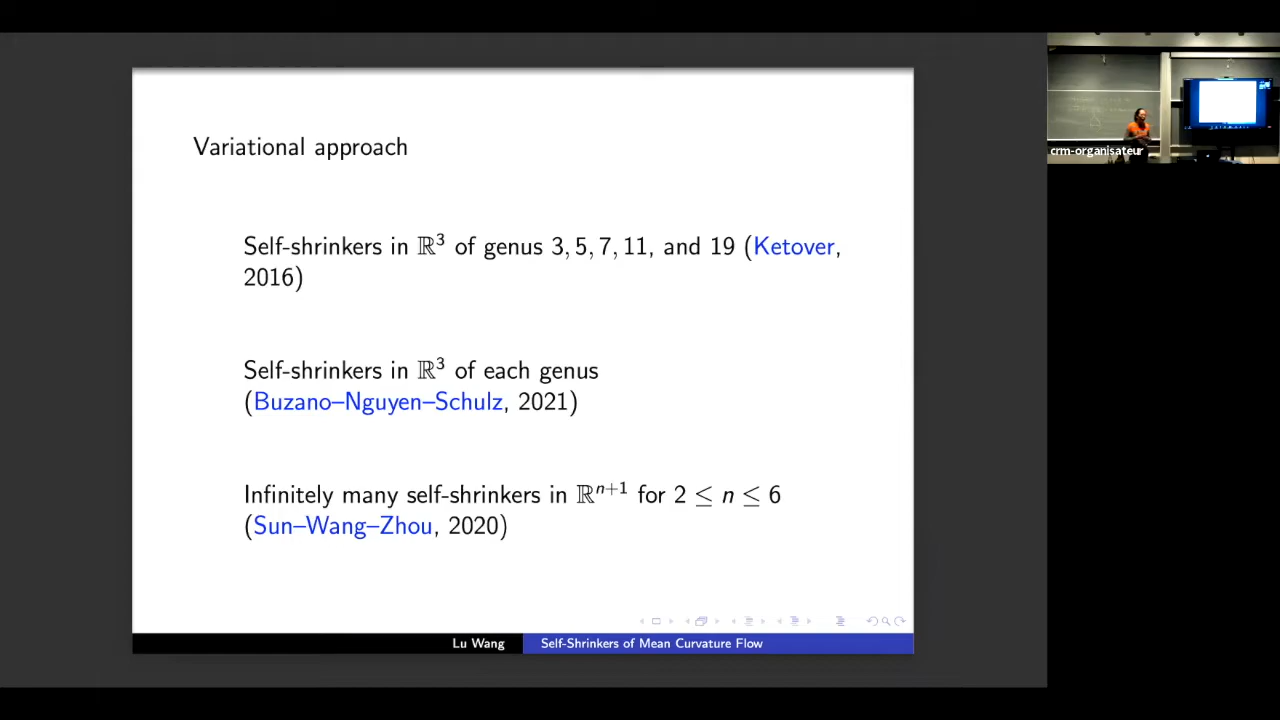 Variational approach
Self-shrinkers in ℝ³ of genus 3, 5, 7, 11, and 19 (Ketover,
2016)
Self-shrinkers in ℝ³ of each genus
(Buzano–Nguyen–Schulz, 2021)
Infinitely many self-shrinkers in ℝⁿ⁺¹ for 2 ≤ n ≤ 6
(Sun–Wang–Zhou, 2020)
Lu Wang
Self-Shrinkers of Mean Curvature Flow
crm-organisateur